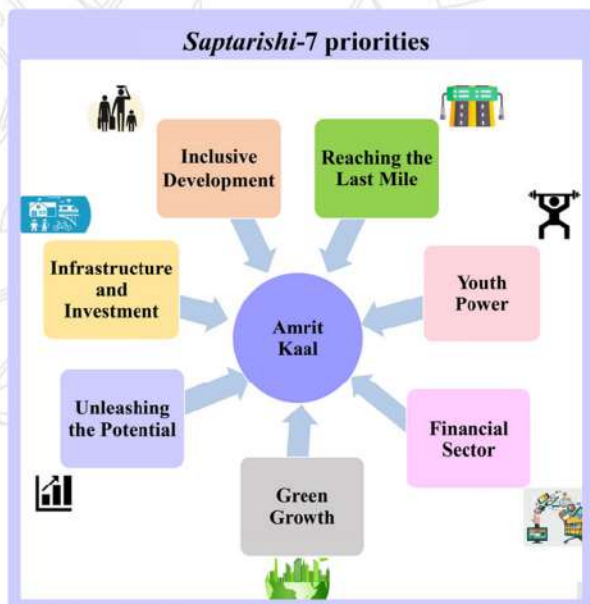 Saptarishi-7 priorities
Inclusive
Development
Reaching the
Last Mile
Infrastructure
and
Investment
Youth
Power
Amrit
Kaal
Unleashing
the Potential
Financial
Sector
Green
Growth